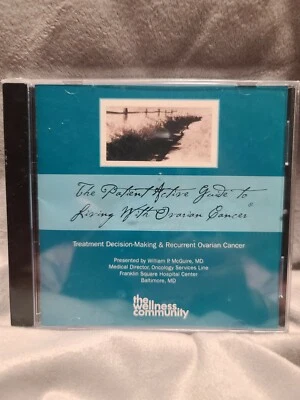 The Patient Active Guide to
Living With Ovarian Cancer
Treatment Decision-Making & Recurrent Ovarian Cancer
Presented by William P. McGuire, MD
Medical Director, Oncology Services Line
Franklin Square Hospital Center
Baltimore, MD
the
wellness
community